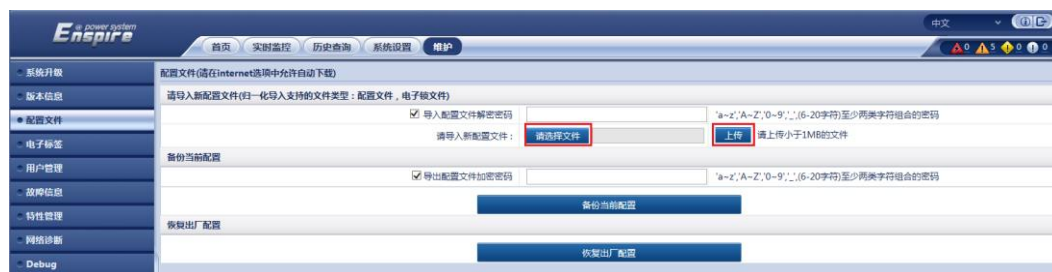 e power system
Enspire
中文
首页 实时监控 历史查询 系统设置 维护
0 5 0 0
系统升级
版本信息
配置文件
电子标签
用户管理
故障信息
特性管理
网络诊断
Debug
配置文件(请在internet选项中允许自动下载)
请导入新配置文件(归一化导入支持的文件类型：配置文件，电子锁文件)
导入配置文件解密密码 'a~z','A~Z','0~9','_',(6-20字符)至少两类字符组合的密码
请导入新配置文件： 请选择文件 上传 请上传小于1MB的文件
备份当前配置
导出配置文件加密密码 'a~z','A~Z','0~9','_',(6-20字符)至少两类字符组合的密码
备份当前配置
恢复出厂配置
恢复出厂配置